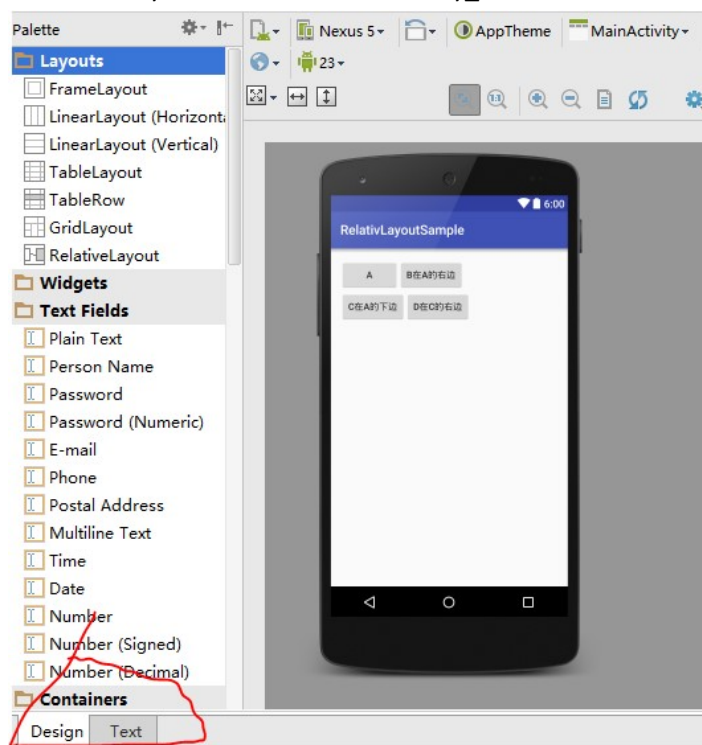 Palette
Nexus 5
AppTheme
MainActivity
23
Layouts
FrameLayout
LinearLayout (Horizonta
LinearLayout (Vertical)
TableLayout
TableRow
GridLayout
RelativeLayout
Widgets
Text Fields
Plain Text
Person Name
Password
Password (Numeric)
E-mail
Phone
Postal Address
Multiline Text
Time
Date
Number
Number (Signed)
Number (Decimal)
Containers
Design Text
6:00
RelativLayoutSample
A B在A的右边
C在A的下边 D在C的右边